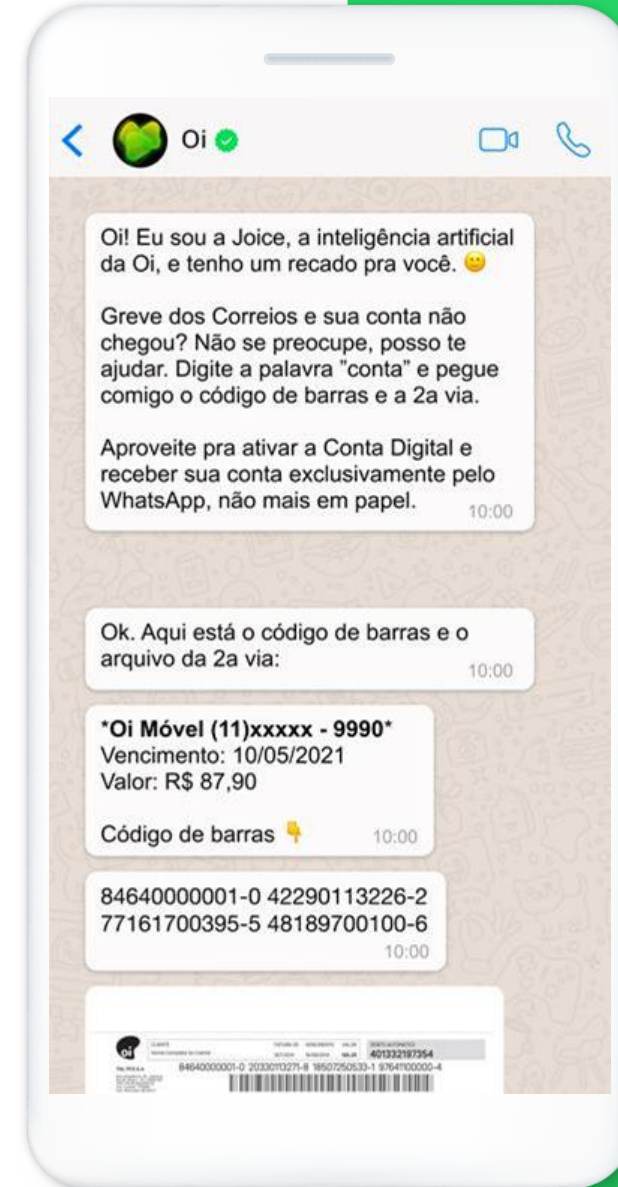 Oi
Oi! Eu sou a Joice, a inteligência artificial
da Oi, e tenho um recado pra você. 🙂
Greve dos Correios e sua conta não
chegou? Não se preocupe, posso te
ajudar. Digite a palavra ”conta” e pegue
comigo o código de barras e a 2a via.
Aproveite pra ativar a Conta Digital e
receber sua conta exclusivamente pelo
WhatsApp, não mais em papel.
10:00
Ok. Aqui está o código de barras e o
arquivo da 2a via:
10:00
*Oi Móvel (11)xxxxx - 9990*
Vencimento: 10/05/2021
Valor: R$ 87,90
Código de barras 👇
10:00
84640000001-0 42290113226-2
77161700395-5 48189700100-6
10:00
oi
CLIENTE
VENCIMENTO VALOR
401332197354
84640000001-0 20330113271-8 18507250533-1 97641100000-4